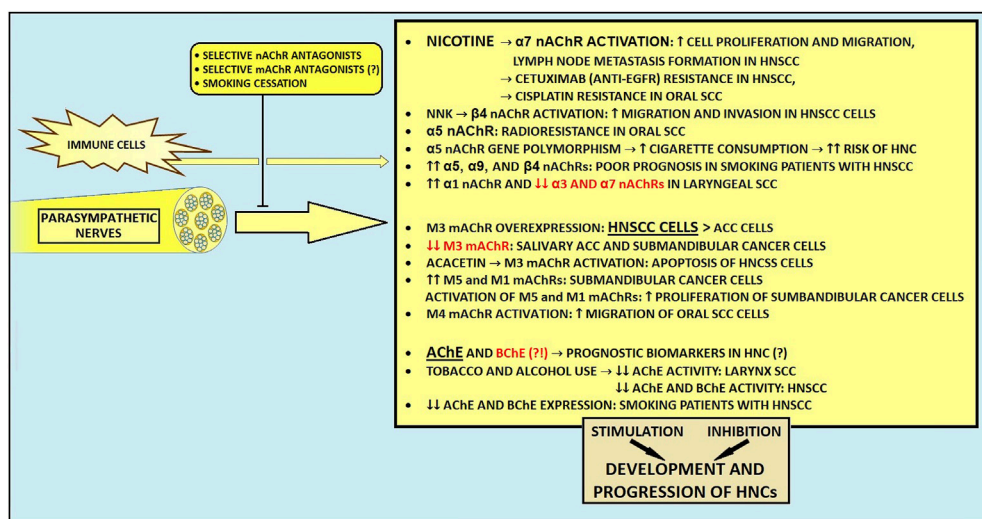 • SELECTIVE nAChR ANTAGONISTS
• SELECTIVE mAChR ANTAGONISTS (?)
• SMOKING CESSATION
IMMUNE CELLS
PARASYMPATHETIC
NERVES
• NICOTINE → α7 nAChR ACTIVATION: ↑ CELL PROLIFERATION AND MIGRATION,
LYMPH NODE METASTASIS FORMATION IN HNSCC
→ CETUXIMAB (ANTI-EGFR) RESISTANCE IN HNSCC,
→ CISPLATIN RESISTANCE IN ORAL SCC
• NNK → β4 nAChR ACTIVATION: ↑ MIGRATION AND INVASION IN HNSCC CELLS
• α5 nAChR: RADIORESISTANCE IN ORAL SCC
• α5 nAChR GENE POLYMORPHISM → ↑ CIGARETTE CONSUMPTION → ↑↑ RISK OF HNC
• ↑↑ α5, α9, AND β4 nAChRs: POOR PROGNOSIS IN SMOKING PATIENTS WITH HNSCC
• ↑↑ α1 nAChR AND ↓↓ α3 AND α7 nAChRs IN LARYNGEAL SCC
• M3 mAChR OVEREXPRESSION: HNSCC CELLS > ACC CELLS
• ↓↓ M3 mAChR: SALIVARY ACC AND SUBMANDIBULAR CANCER CELLS
• ACACETIN → M3 mAChR ACTIVATION: APOPTOSIS OF HNCSS CELLS
• ↑↑ M5 and M1 mAChRs: SUBMANDIBULAR CANCER CELLS
ACTIVATION OF M5 and M1 mAChRs: ↑ PROLIFERATION OF SUMBANDIBULAR CANCER CELLS
• M4 mAChR ACTIVATION: ↑ MIGRATION OF ORAL SCC CELLS
• AChE AND BChE (?!) → PROGNOSTIC BIOMARKERS IN HNC (?)
• TOBACCO AND ALCOHOL USE → ↓↓ AChE ACTIVITY: LARYNX SCC
↓↓ AChE AND BChE ACTIVITY: HNSCC
• ↓↓ AChE AND BChE EXPRESSION: SMOKING PATIENTS WITH HNSCC
STIMULATION INHIBITION
DEVELOPMENT AND
PROGRESSION OF HNCs